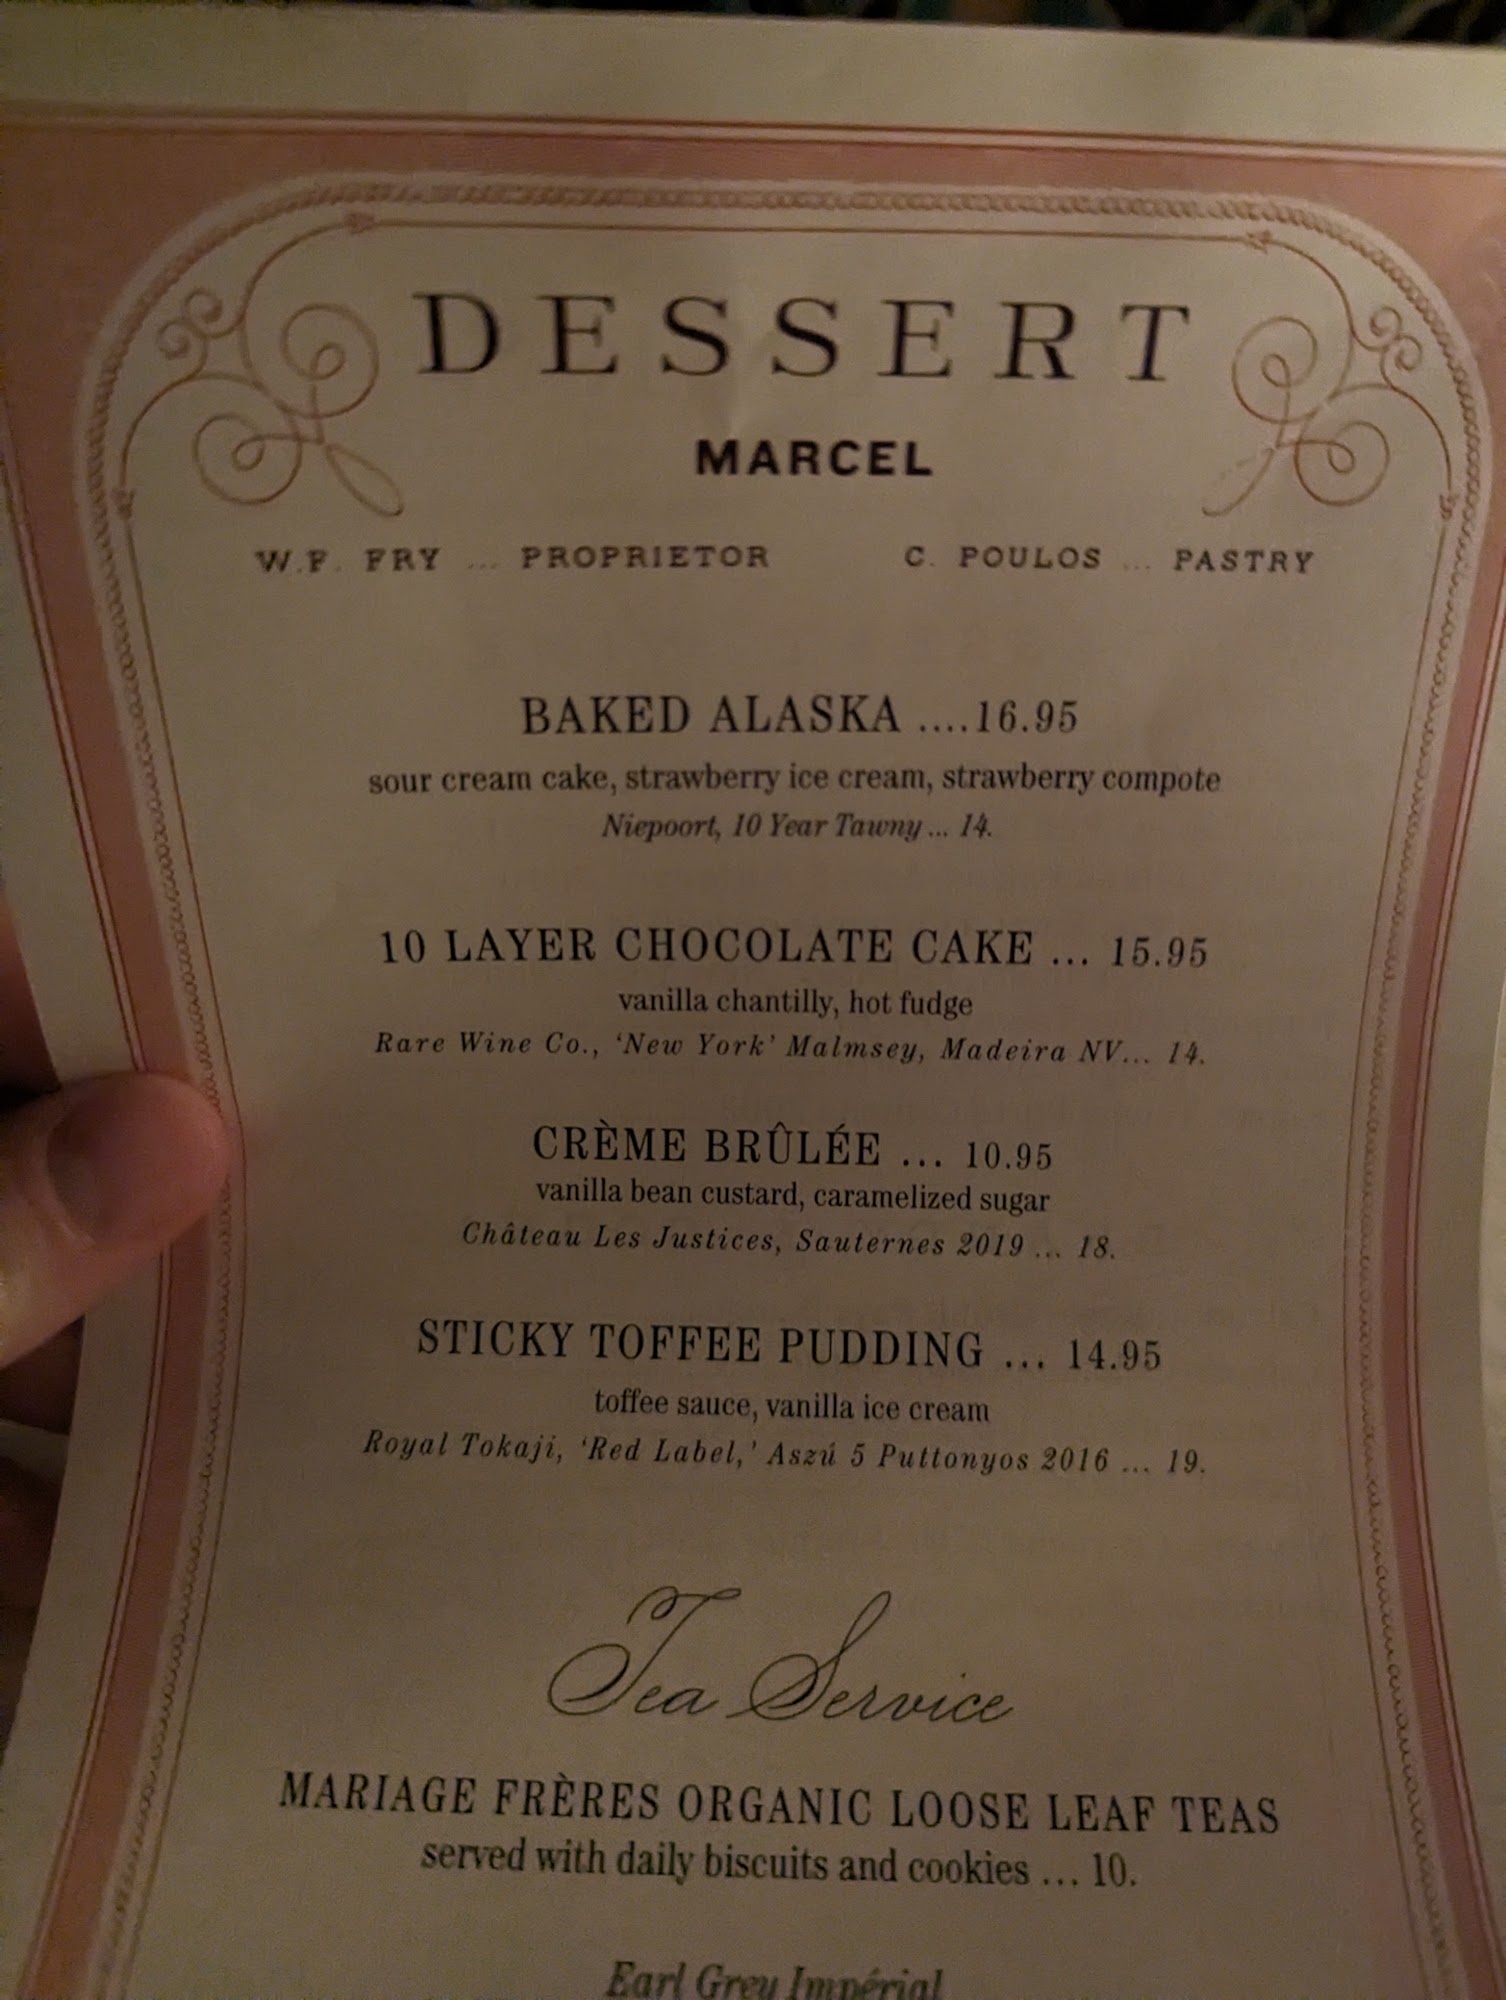 DESSERT
MARCEL
W.F. FRY ... PROPRIETOR C. POULOS ... PASTRY
BAKED ALASKA ....16.95
sour cream cake, strawberry ice cream, strawberry compote
Niepoort, 10 Year Tawny ... 14.
10 LAYER CHOCOLATE CAKE ... 15.95
vanilla chantilly, hot fudge
Rare Wine Co., ‘New York’ Malmsey, Madeira NV... 14.
CRÈME BRÛLÉE ... 10.95
vanilla bean custard, caramelized sugar
Château Les Justices, Sauternes 2019 ... 18.
STICKY TOFFEE PUDDING ... 14.95
toffee sauce, vanilla ice cream
Royal Tokaji, ‘Red Label,’ Aszú 5 Puttonyos 2016 ... 19.
Tea Service
MARIAGE FRÈRES ORGANIC LOOSE LEAF TEAS
served with daily biscuits and cookies ... 10.
Earl Grey Impérial